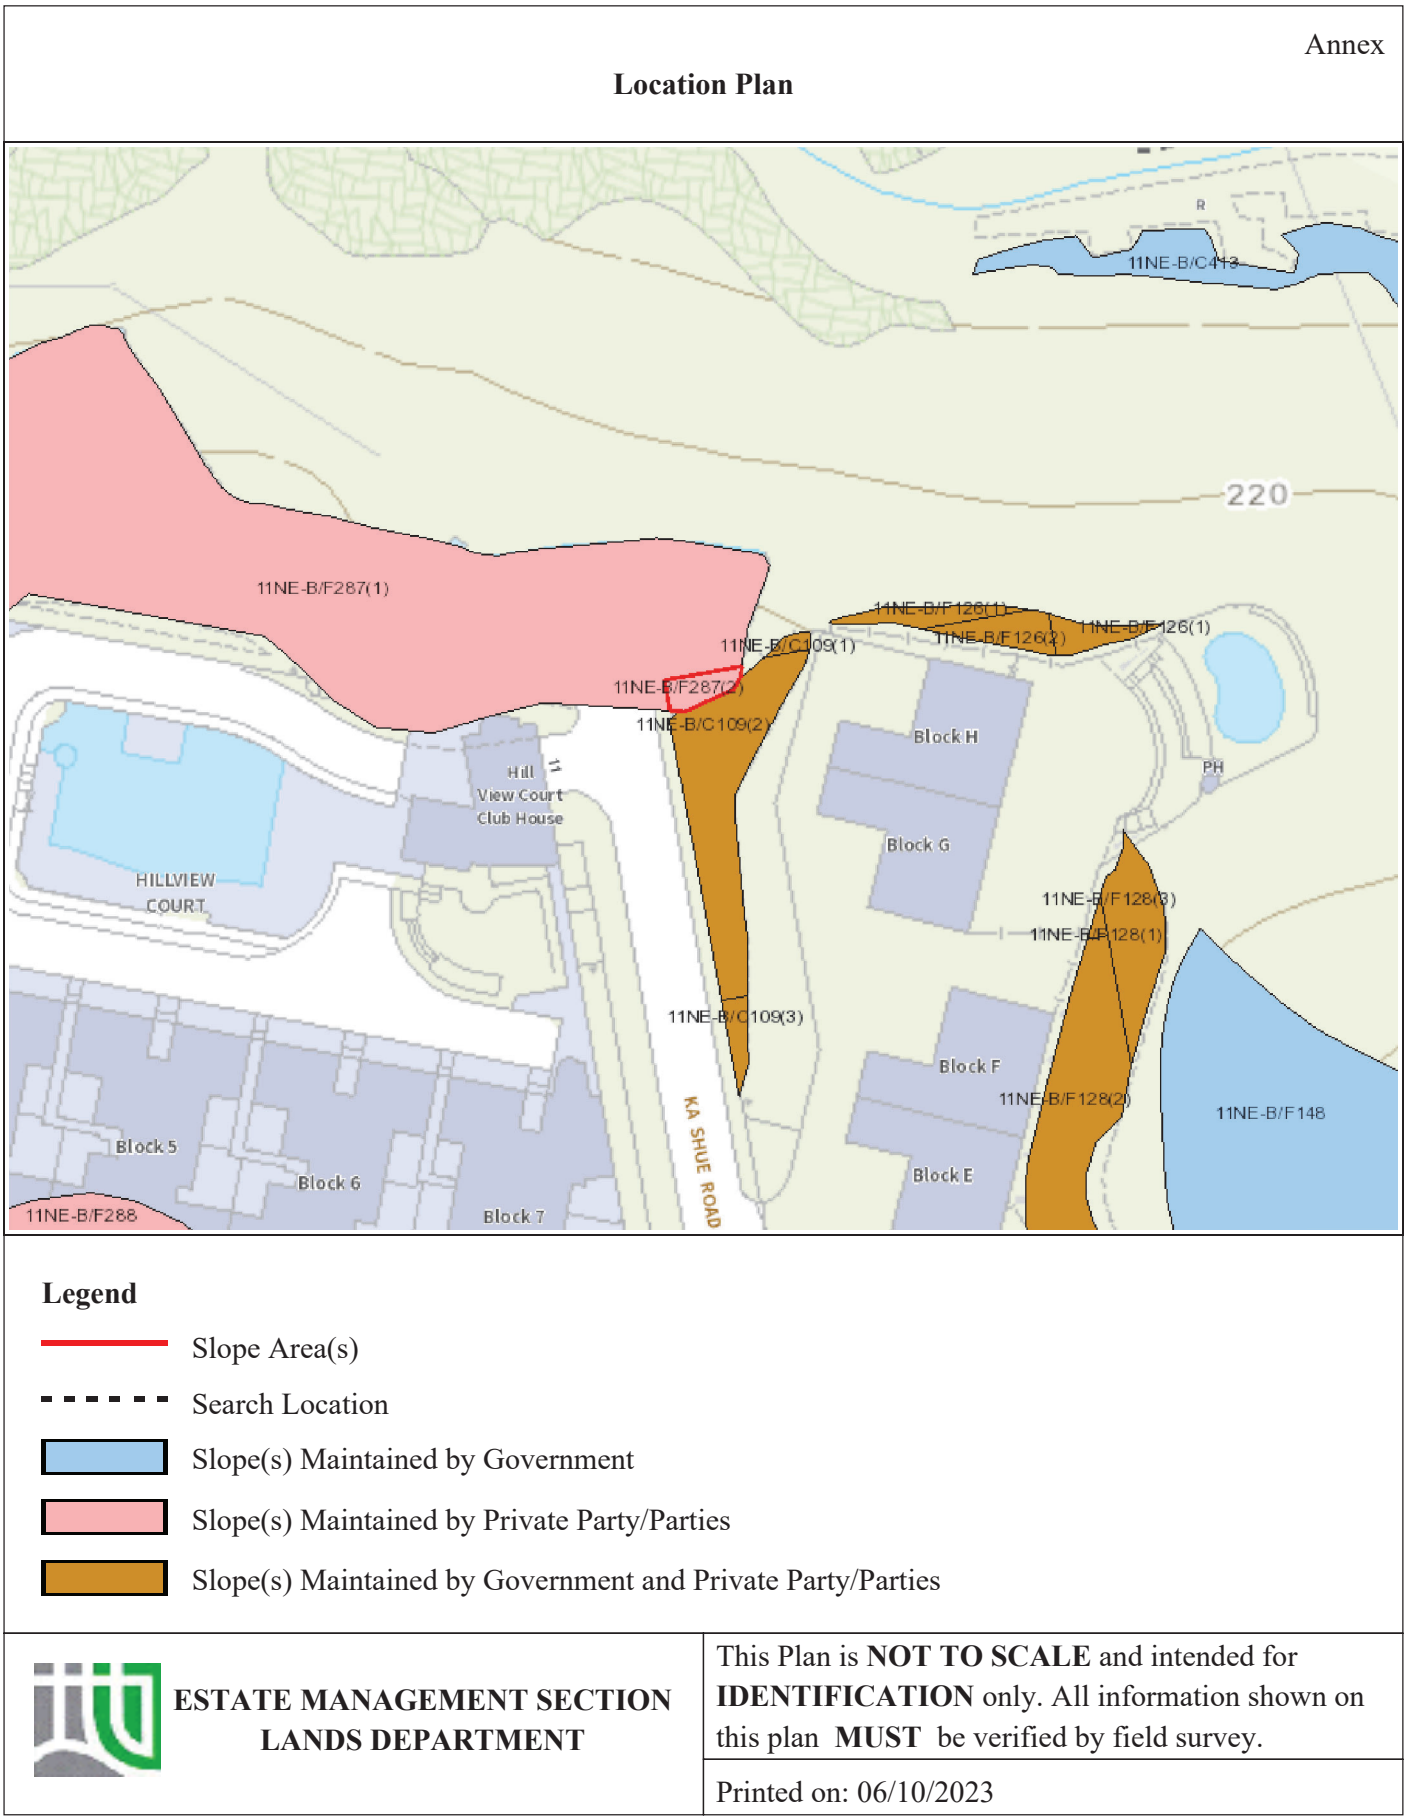 Annex
Location Plan
R
11NE-B/C413
220
11NE-B/F287(1)
11NE-B/F126(1)
11NE-B/F126(1)
11NE-B/F126(2)
11NE-B/C109(1)
11NE-B/F287(2)
11NE-B/C109(2)
Block H
11
Hill
View Court
Club House
PH
Block G
HILLVIEW
COURT
11NE-B/F128(3)
11NE-B/F128(1)
11NE-B/C109(3)
Block F
11NE-B/F128(2)
11NE-B/F148
KA SHUE ROAD
Block 5
Block 6
Block E
11NE-B/F288
Block 7
Legend
Slope Area(s)
Search Location
Slope(s) Maintained by Government
Slope(s) Maintained by Private Party/Parties
Slope(s) Maintained by Government and Private Party/Parties
ESTATE MANAGEMENT SECTION
LANDS DEPARTMENT
This Plan is NOT TO SCALE and intended for
IDENTIFICATION only. All information shown on
this plan MUST be verified by field survey.
Printed on: 06/10/2023